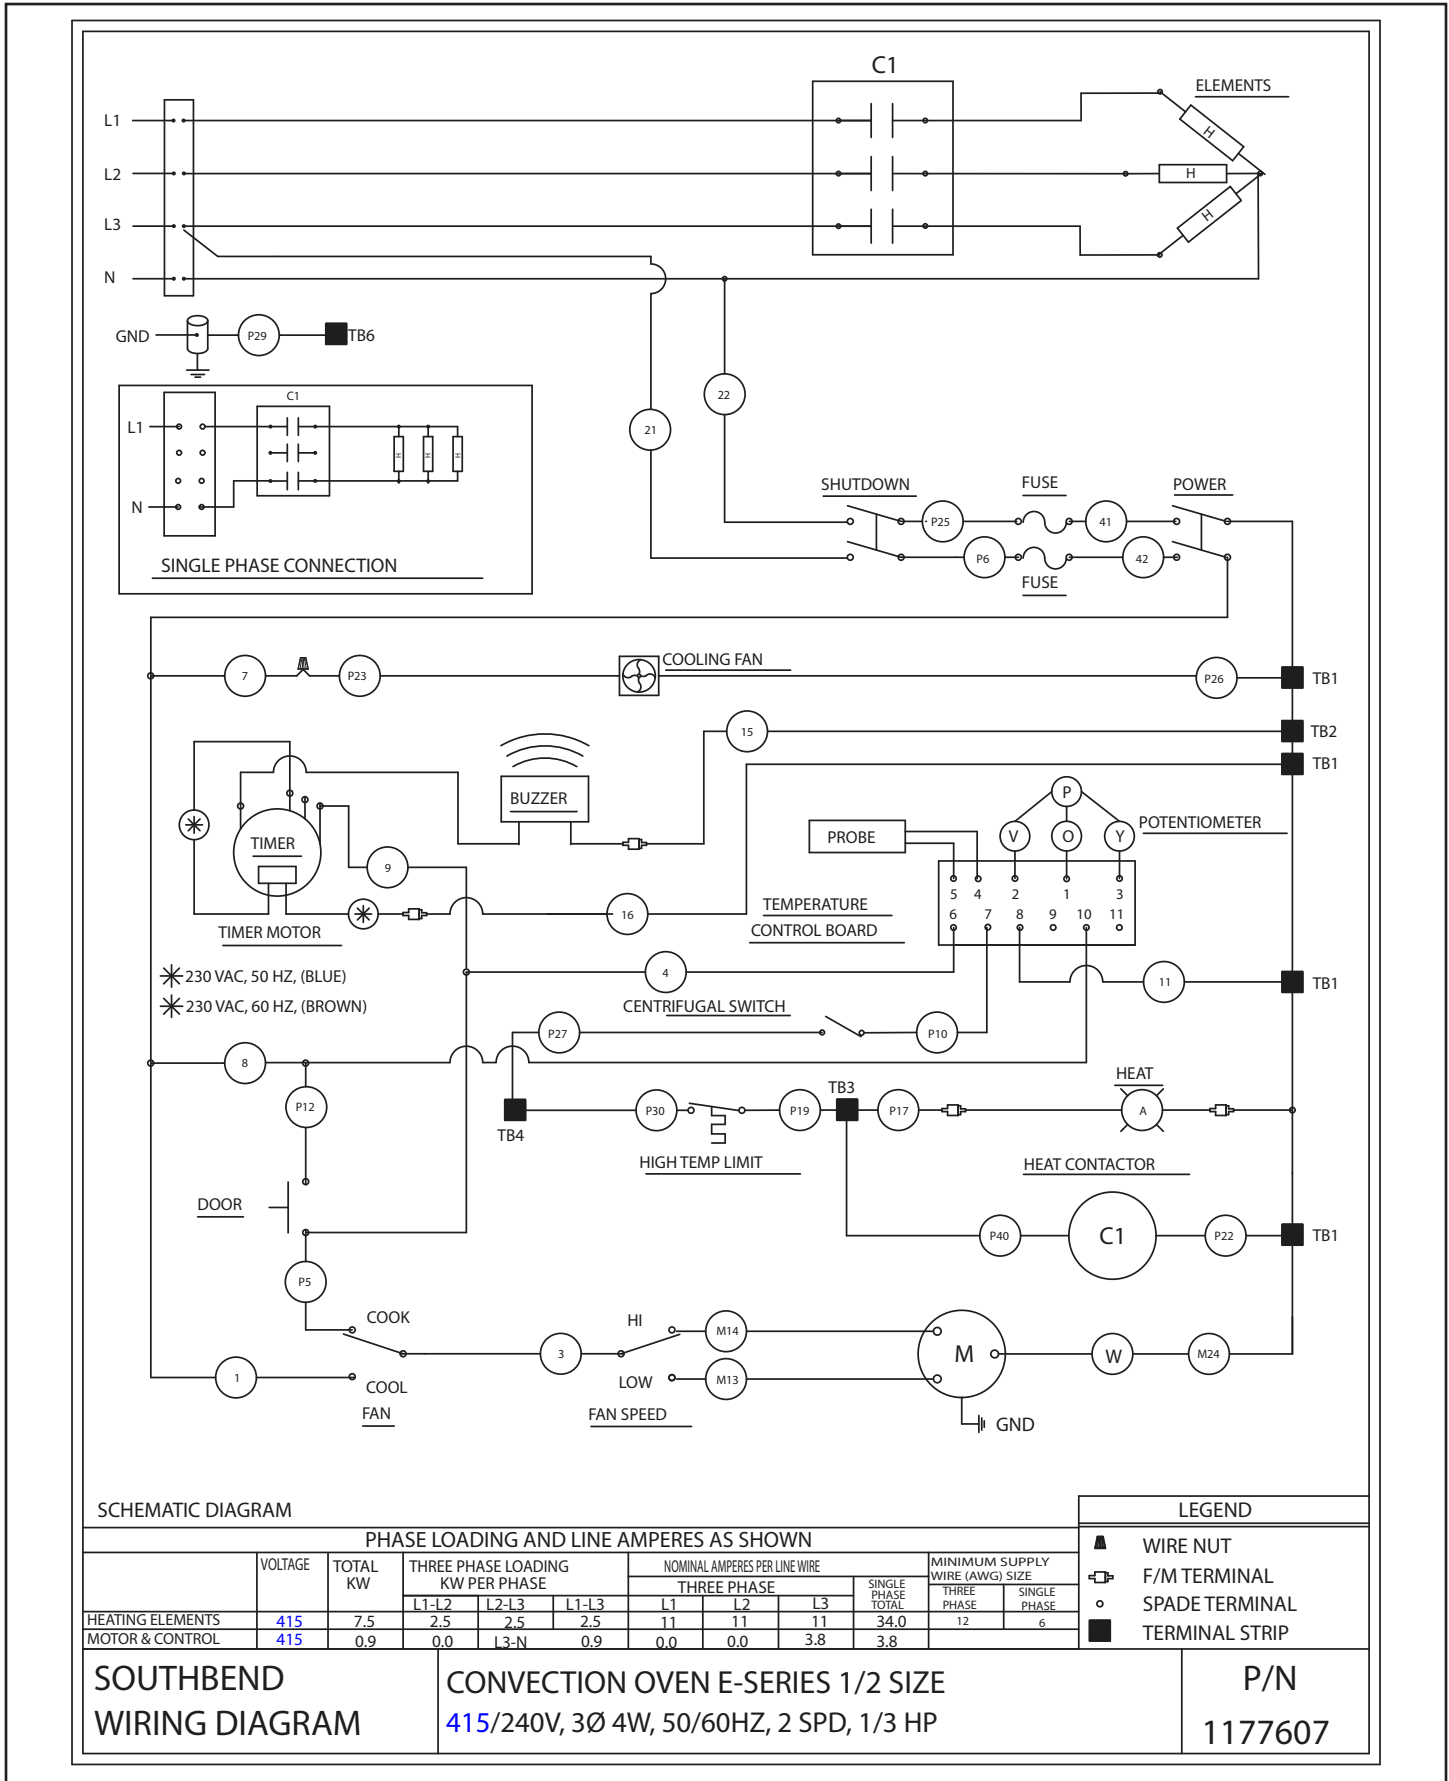 C1
ELEMENTS
L1
H
L2
H
L3
H
N
GND
P29
TB6
C1
L1
H H H
N
SINGLE PHASE CONNECTION
22
21
SHUTDOWN
FUSE
POWER
P25
41
P6
42
FUSE
7
P23
COOLING FAN
P26
TB1
15
TB2
TB1
BUZZER
P
POTENTIOMETER
TIMER
PROBE
V O Y
9
5 4 2 1 3
6 7 8 9 10 11
TEMPERATURE
CONTROL BOARD
16
TIMER MOTOR
230 VAC, 50 HZ, (BLUE)
230 VAC, 60 HZ, (BROWN)
4
11
TB1
CENTRIFUGAL SWITCH
P27
P10
8
P12
HEAT
TB3
P30
P19
P17
A
TB4
HIGH TEMP LIMIT
HEAT CONTACTOR
DOOR
P40
C1
P22
TB1
P5
COOK
HI
M14
3
M
W
M24
1
COOL
LOW
M13
FAN
FAN SPEED
GND
SCHEMATIC DIAGRAM
LEGEND
WIRE NUT
F/M TERMINAL
SPADE TERMINAL
TERMINAL STRIP
PHASE LOADING AND LINE AMPERES AS SHOWN
VOLTAGE
TOTAL KW
THREE PHASE LOADING
KW PER PHASE
NOMINAL AMPERES PER LINE WIRE
MINIMUM SUPPLY
WIRE (AWG) SIZE
THREE PHASE
SINGLE PHASE TOTAL
THREE PHASE
SINGLE PHASE
L1-L2 L2-L3 L1-L3 L1 L2 L3
HEATING ELEMENTS 415 7.5 2.5 2.5 2.5 11 11 11 34.0 12 6
MOTOR & CONTROL 415 0.9 0.0 L3-N 0.9 0.0 0.0 3.8 3.8
SOUTHBEND
WIRING DIAGRAM
CONVECTION OVEN E-SERIES 1/2 SIZE
415/240V, 3Ø 4W, 50/60HZ, 2 SPD, 1/3 HP
P/N
1177607